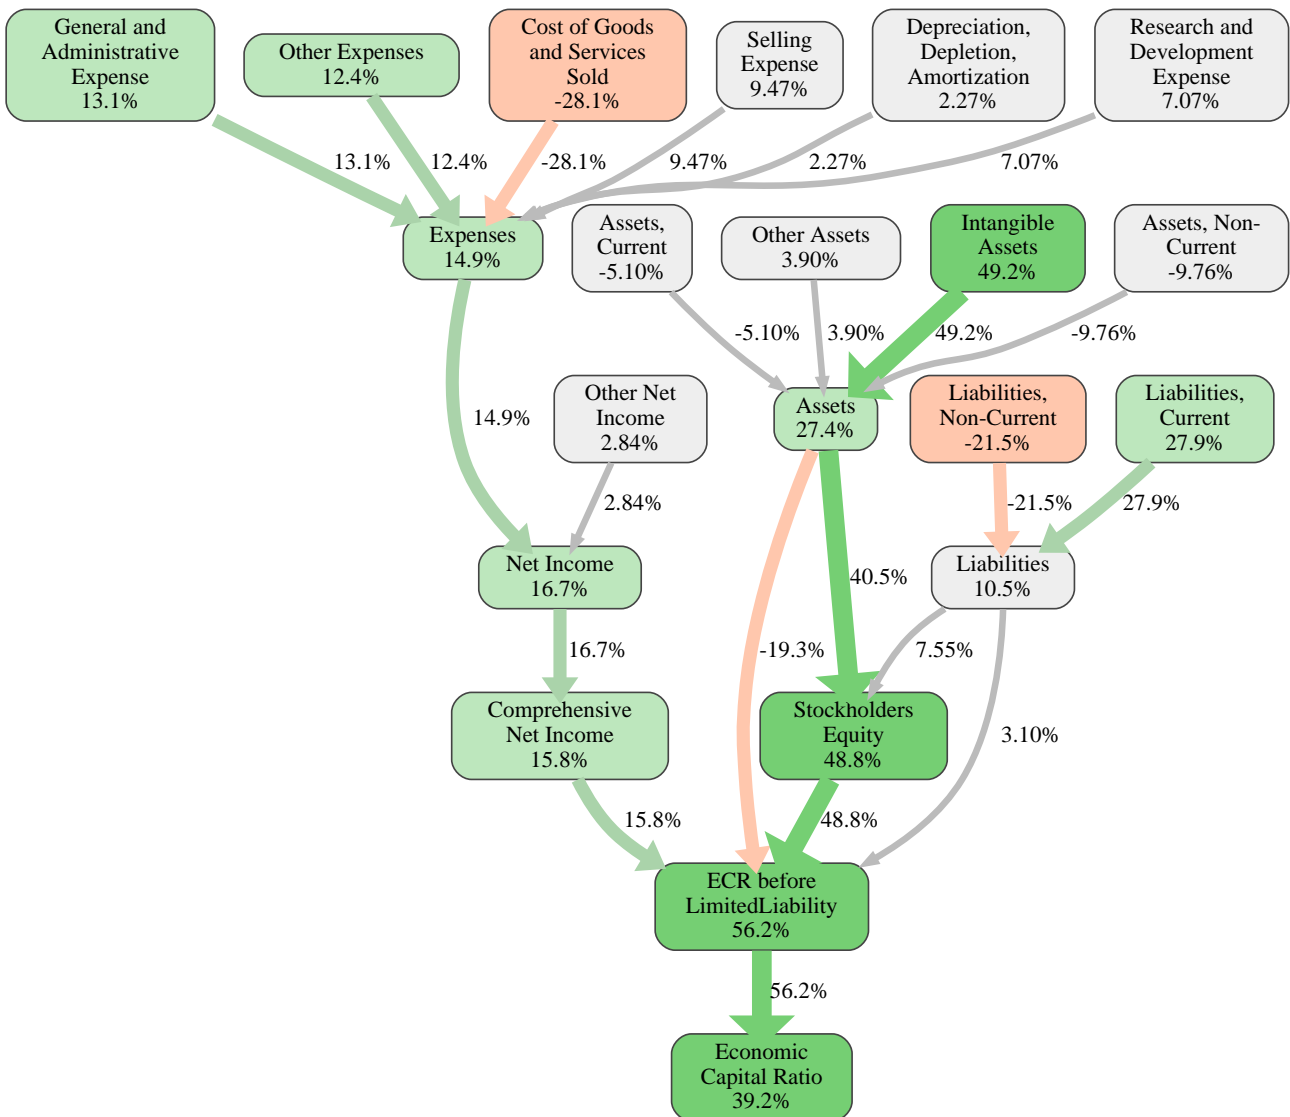 General and
Administrative
Expense
13.1%
Other Expenses
12.4%
Cost of Goods
and Services
Sold
-28.1%
Selling
Expense
9.47%
Depreciation,
Depletion,
Amortization
2.27%
Research and
Development
Expense
7.07%
13.1%
12.4%
-28.1%
9.47%
2.27%
7.07%
Expenses
14.9%
Assets,
Current
-5.10%
Other Assets
3.90%
Intangible
Assets
49.2%
Assets, Non-
Current
-9.76%
-5.10%
3.90%
49.2%
-9.76%
14.9%
Other Net
Income
2.84%
Assets
27.4%
Liabilities,
Non-Current
-21.5%
Liabilities,
Current
27.9%
2.84%
-21.5%
27.9%
Net Income
16.7%
40.5%
Liabilities
10.5%
16.7%
-19.3%
7.55%
3.10%
Comprehensive
Net Income
15.8%
Stockholders
Equity
48.8%
15.8%
48.8%
ECR before
LimitedLiability
56.2%
56.2%
Economic
Capital Ratio
39.2%